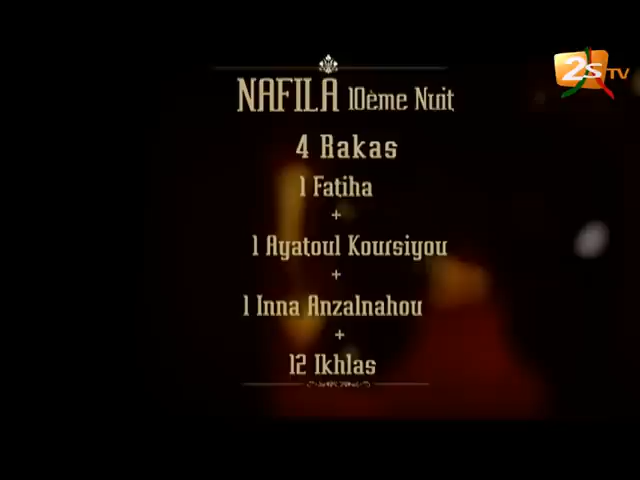 2STV
NAFILA 10ème Nuit
4 Rakas
1 Fatiha
+
1 Ayatoul Koursiyou
+
1 Inna Anzalnahou
+
12 Ikhlas